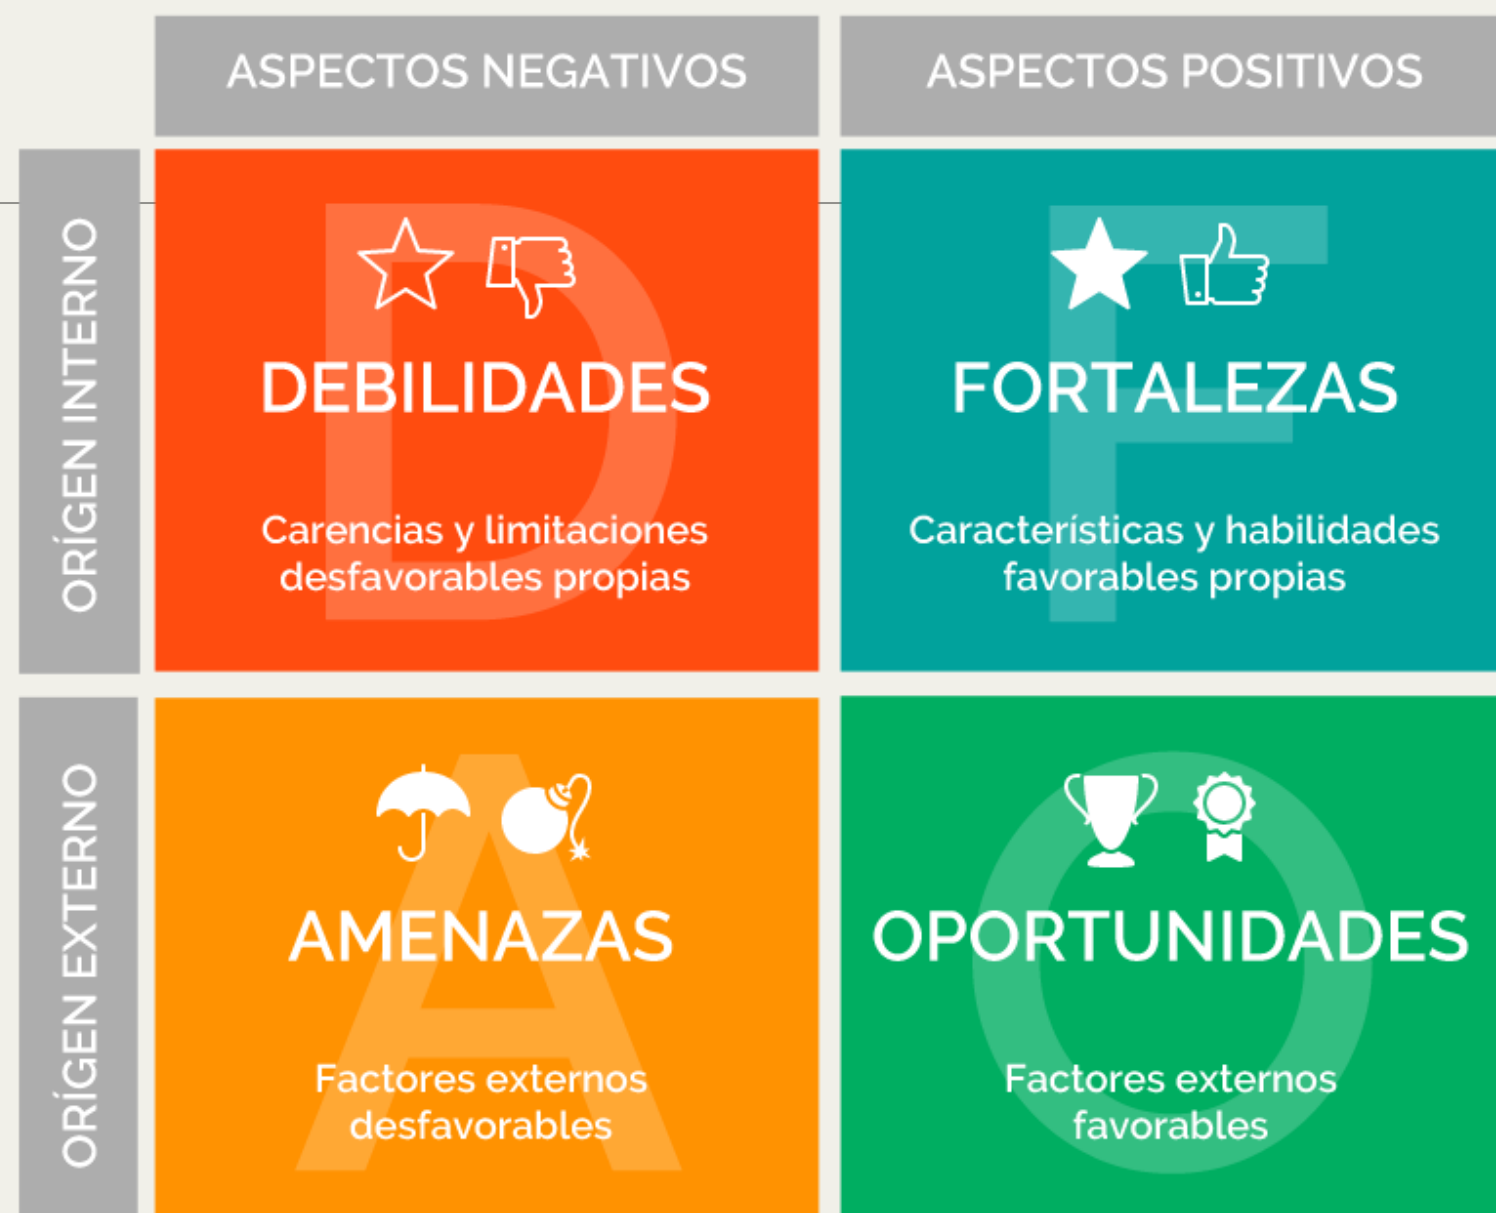 ASPECTOS NEGATIVOS
ASPECTOS POSITIVOS
ORÍGEN INTERNO
D
DEBILIDADES
Carencias y limitaciones
desfavorables propias
F
FORTALEZAS
Características y habilidades
favorables propias
ORÍGEN EXTERNO
A
AMENAZAS
Factores externos
desfavorables
O
OPORTUNIDADES
Factores externos
favorables